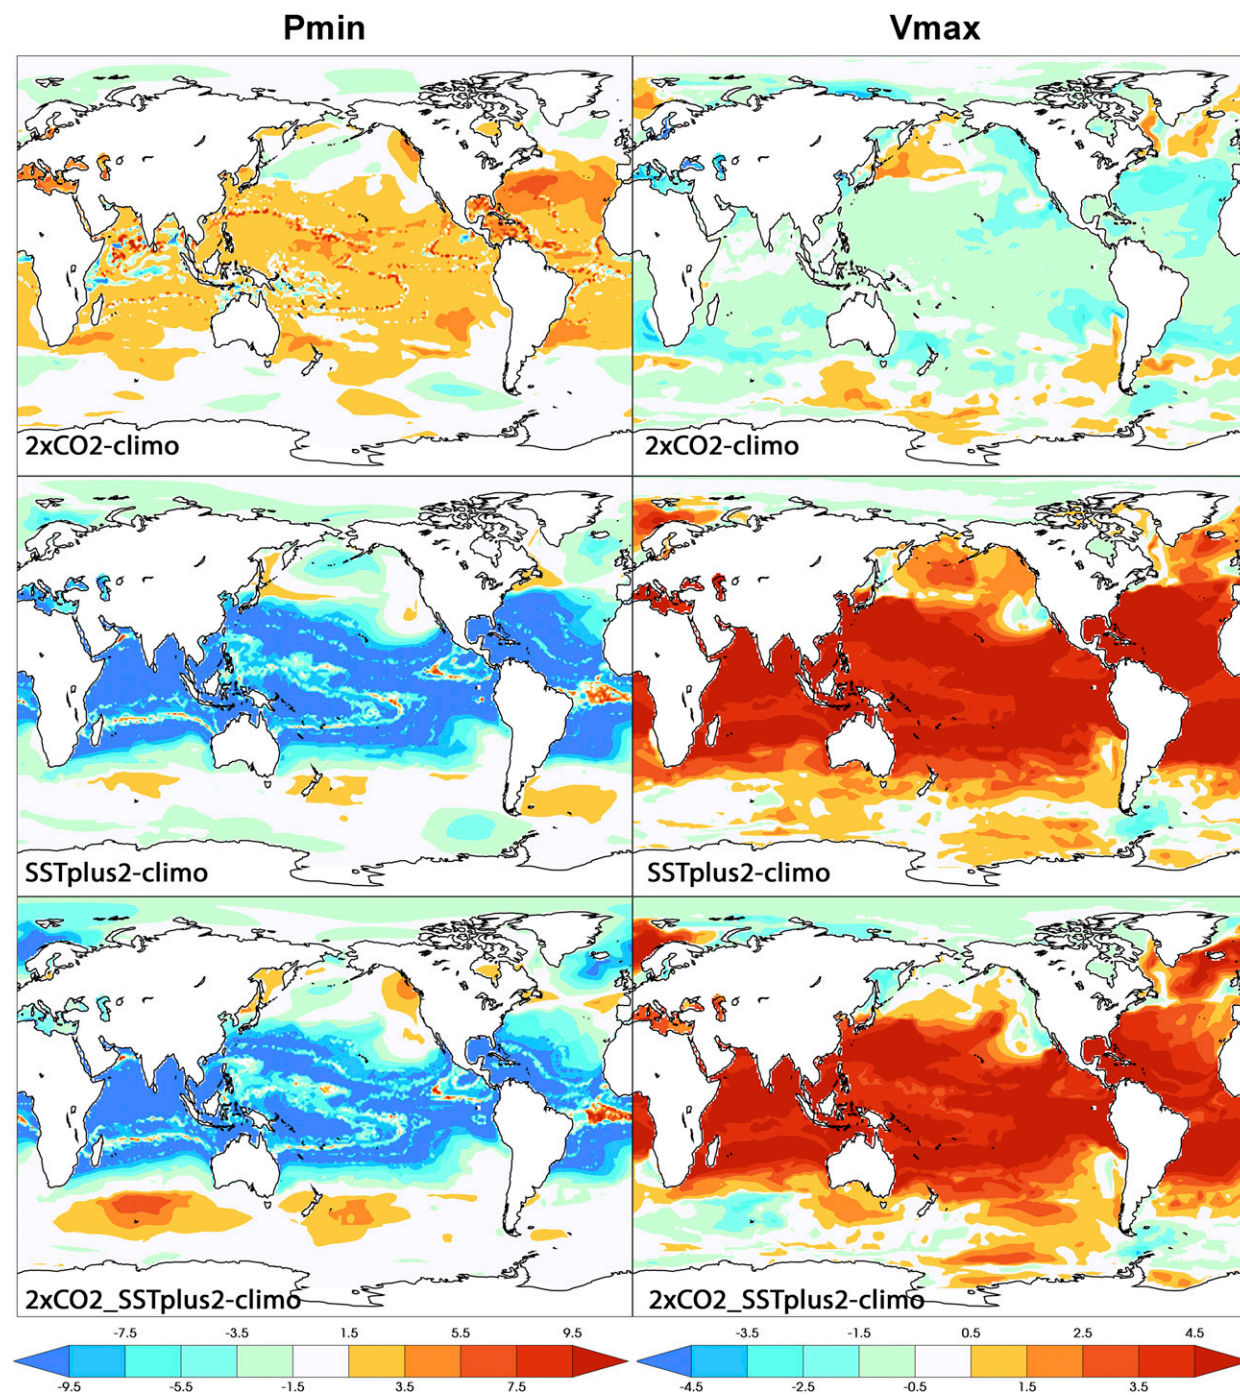 Pmin Vmax
2xCO2-climo 2xCO2-climo
SSTplus2-climo SSTplus2-climo
2xCO2_SSTplus2-climo 2xCO2_SSTplus2-climo
-7.5 -3.5 1.5 5.5 9.5 -3.5 -1.5 0.5 2.5 4.5
-9.5 -5.5 -1.5 3.5 7.5 -4.5 -2.5 -0.5 1.5 3.5